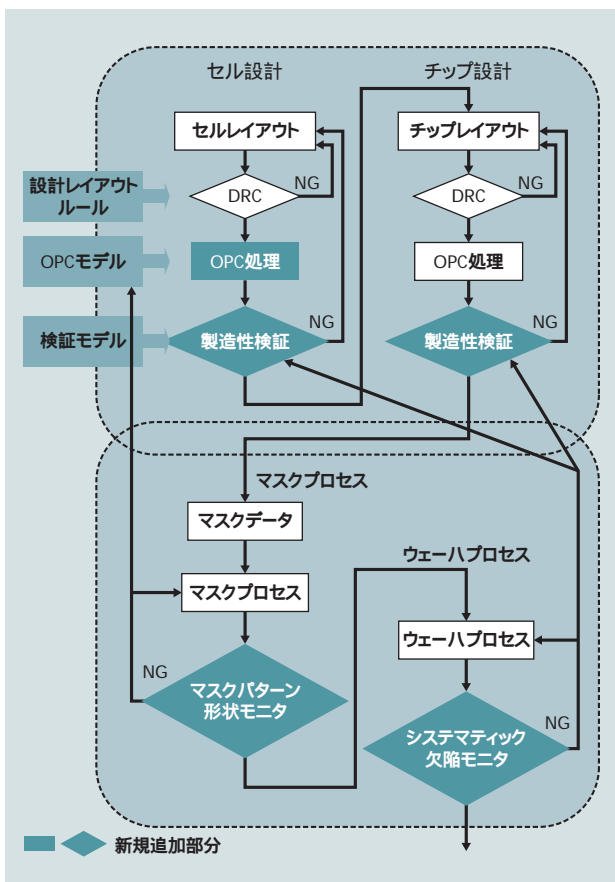 セル設計
チップ設計
セルレイアウト
チップレイアウト
設計レイアウト
ルール
DRC
NG
DRC
NG
OPCモデル
OPC処理
OPC処理
検証モデル
製造性検証
NG
製造性検証
NG
マスクプロセス
マスクデータ
ウェーハプロセス
マスクプロセス
ウェーハプロセス
NG
マスクパターン
形状モニタ
システマティック
欠陥モニタ
NG
新規追加部分